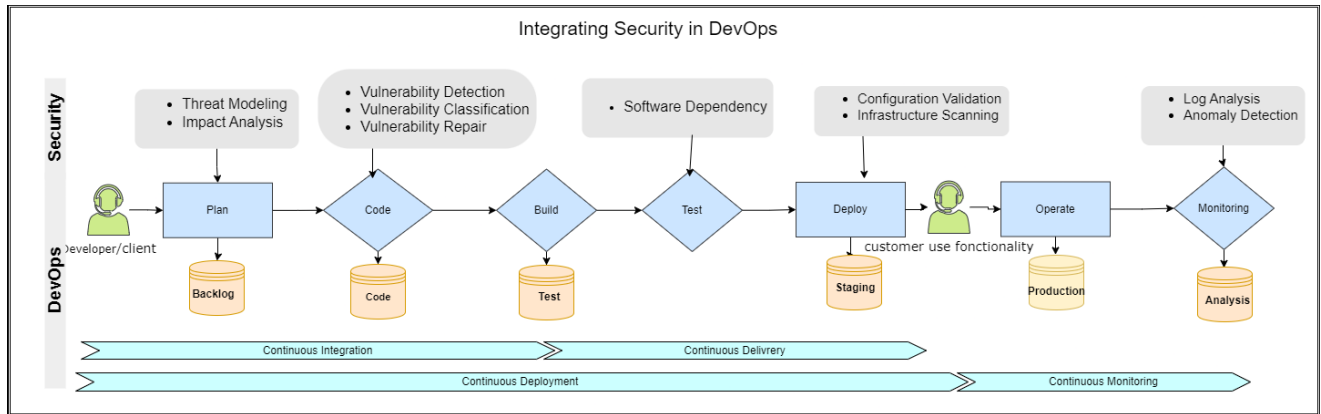 Integrating Security in DevOps
Security
• Threat Modeling
• Impact Analysis
• Vulnerability Detection
• Vulnerability Classification
• Vulnerability Repair
• Software Dependency
• Configuration Validation
• Infrastructure Scanning
• Log Analysis
• Anomaly Detection
DevOps
Developer/client
Plan
Code
Build
Test
Deploy
customer use fonctionality
Operate
Monitoring
Backlog
Code
Test
Staging
Production
Analysis
Continuous Integration
Continuous Delivrery
Continuous Deployment
Continuous Monitoring